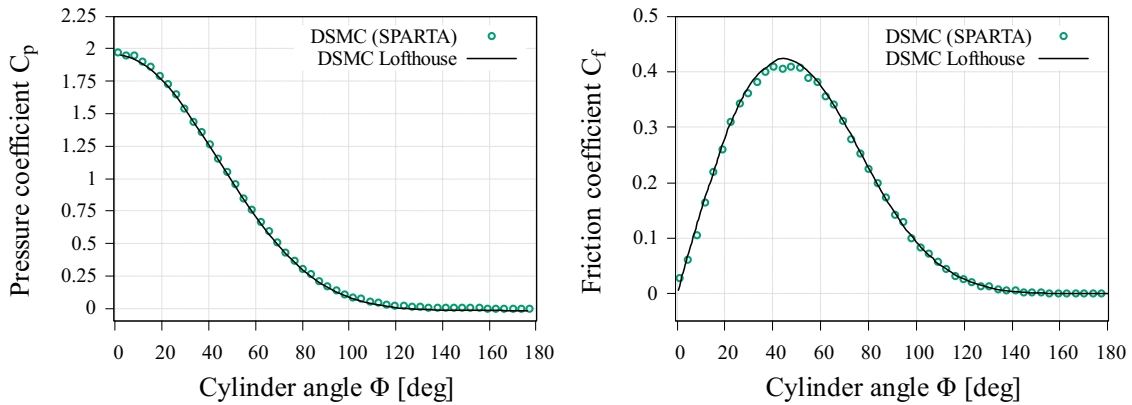 2.25
2
1.75
1.5
1.25
1
0.75
0.5
0.25
0
Pressure coefficient C_p
DSMC (SPARTA)
DSMC Lofthouse
0 20 40 60 80 100 120 140 160 180
Cylinder angle Φ [deg]
0.5
0.4
0.3
0.2
0.1
0
Friction coefficient C_f
DSMC (SPARTA)
DSMC Lofthouse
0 20 40 60 80 100 120 140 160 180
Cylinder angle Φ [deg]